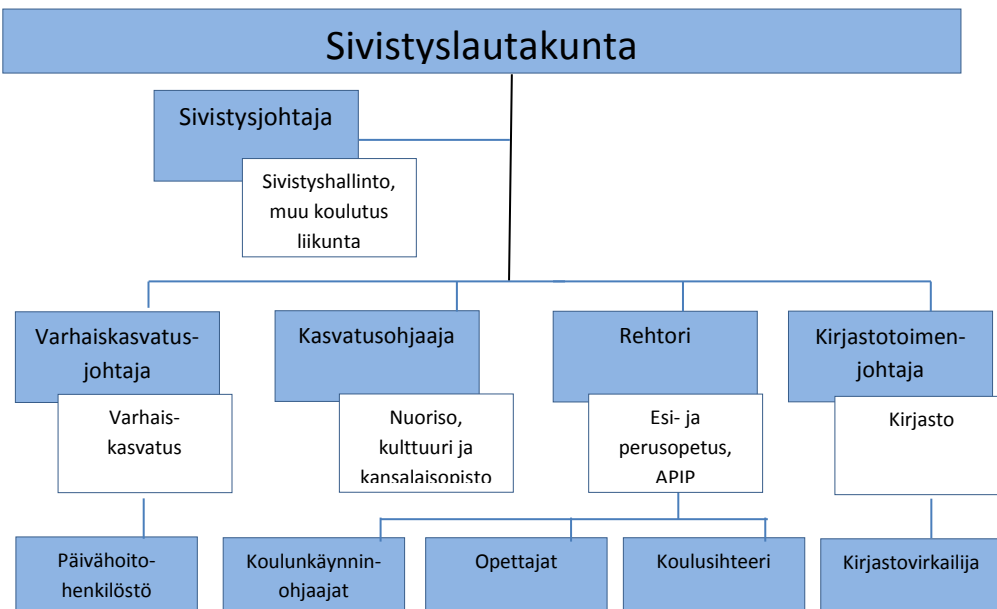 Sivistyslautakunta
Sivistysjohtaja
Sivistyshallinto,
muu koulutus
liikunta
Varhaiskasvatus-
johtaja
Varhais-
kasvatus
Kasvatusohjaaja
Nuoriso,
kulttuuri ja
kansalaisopisto
Rehtori
Esi- ja
perusopetus,
APIP
Kirjastotoimen-
johtaja
Kirjasto
Päivähoito-
henkilöstö
Koulunkäynnin-
ohjaajat
Opettajat
Koulusihteeri
Kirjastovirkailija